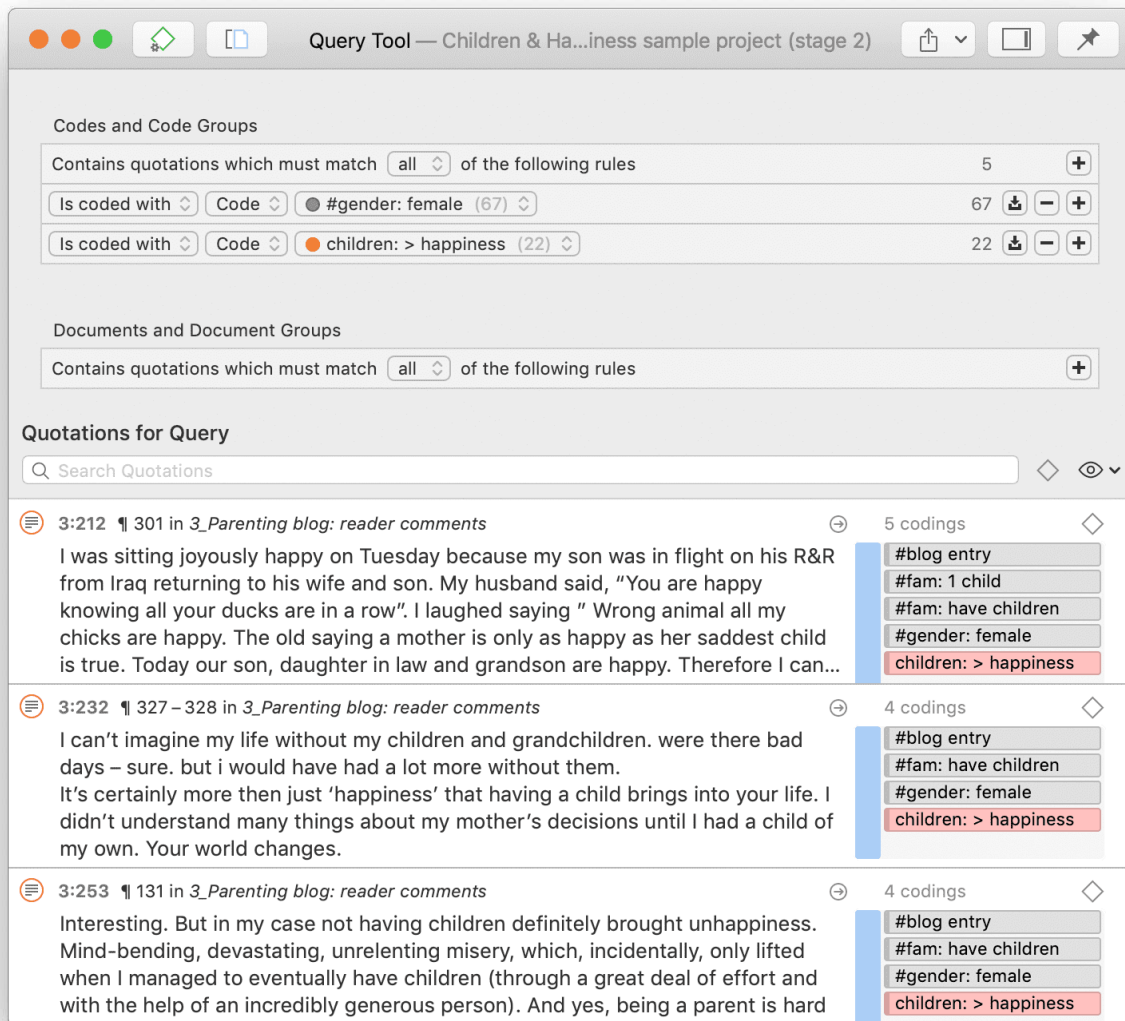 Query Tool — Children & Ha...iness sample project (stage 2)
Codes and Code Groups
Contains quotations which must match all of the following rules 5
Is coded with Code #gender: female (67) 67
Is coded with Code children: > happiness (22) 22
Documents and Document Groups
Contains quotations which must match all of the following rules
Quotations for Query
Search Quotations
3:212 ¶ 301 in 3_Parenting blog: reader comments
I was sitting joyously happy on Tuesday because my son was in flight on his R&R
from Iraq returning to his wife and son. My husband said, “You are happy
knowing all your ducks are in a row”. I laughed saying ” Wrong animal all my
chicks are happy. The old saying a mother is only as happy as her saddest child
is true. Today our son, daughter in law and grandson are happy. Therefore I can...
5 codings
#blog entry
#fam: 1 child
#fam: have children
#gender: female
children: > happiness
3:232 ¶ 327 – 328 in 3_Parenting blog: reader comments
I can’t imagine my life without my children and grandchildren. were there bad
days – sure. but i would have had a lot more without them.
It’s certainly more then just ‘happiness’ that having a child brings into your life. I
didn’t understand many things about my mother’s decisions until I had a child of
my own. Your world changes.
4 codings
#blog entry
#fam: have children
#gender: female
children: > happiness
3:253 ¶ 131 in 3_Parenting blog: reader comments
Interesting. But in my case not having children definitely brought unhappiness.
Mind-bending, devastating, unrelenting misery, which, incidentally, only lifted
when I managed to eventually have children (through a great deal of effort and
with the help of an incredibly generous person). And yes, being a parent is hard
4 codings
#blog entry
#fam: have children
#gender: female
children: > happiness